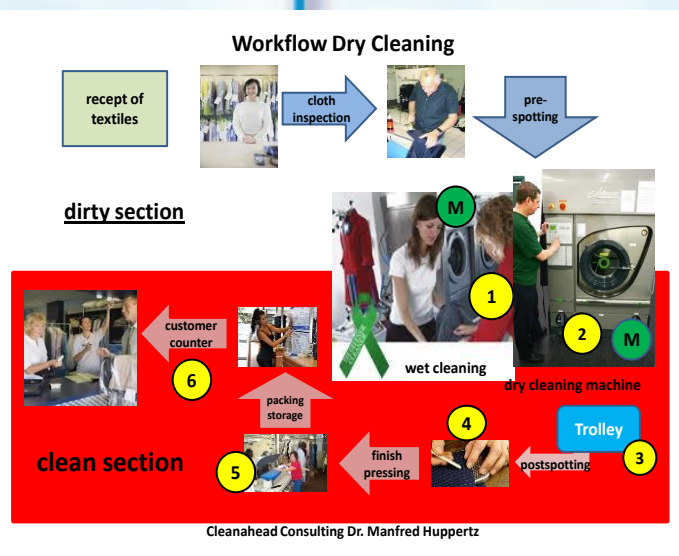 Workflow Dry Cleaning
recept of
textiles
cloth
inspection
pre-
spotting
dirty section
M
1
2
M
wet cleaning
dry cleaning machine
customer
counter
6
packing
storage
4
Trolley
3
clean section
5
finish
pressing
postspotting
Cleanahead Consulting Dr. Manfred Huppertz